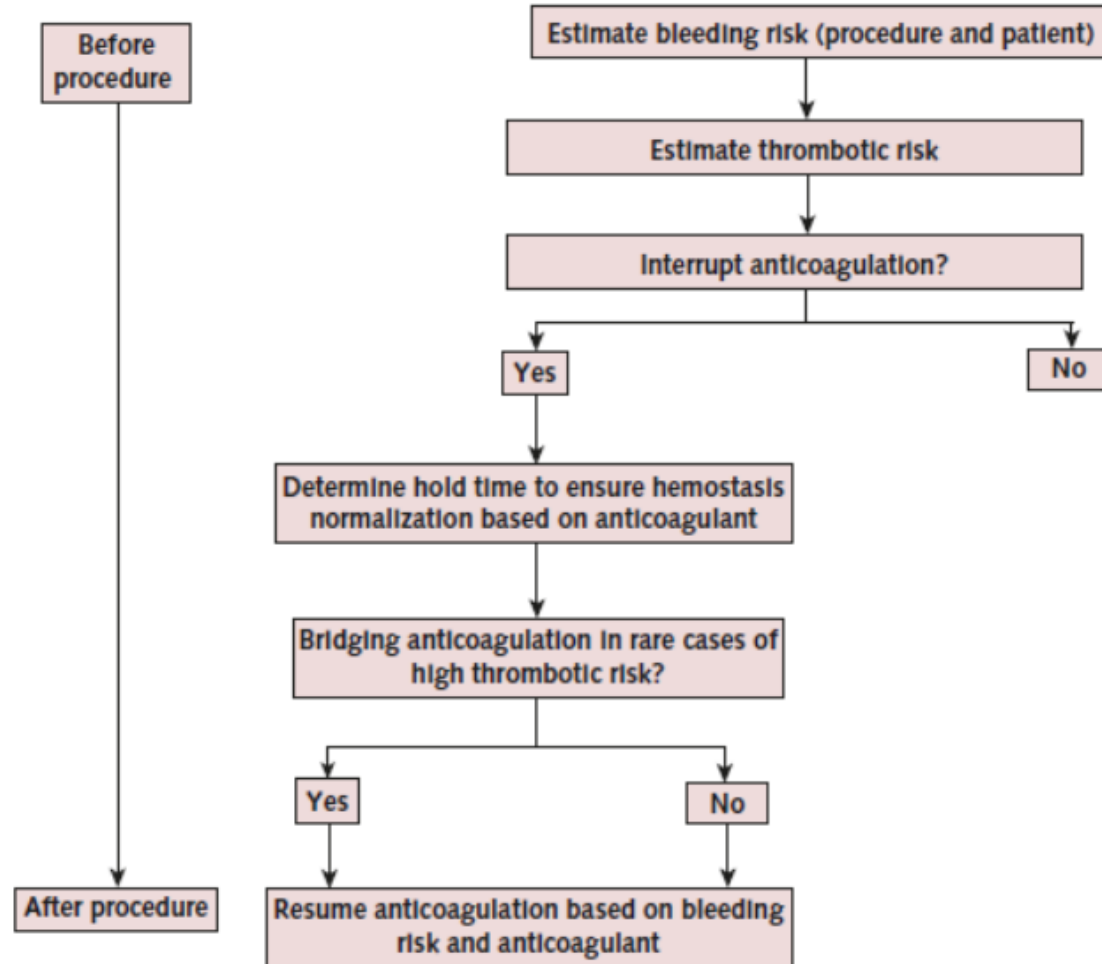 Before
procedure
Estimate bleeding risk (procedure and patient)
Estimate thrombotic risk
Interrupt anticoagulation?
Yes
No
Determine hold time to ensure hemostasis
normalization based on anticoagulant
Bridging anticoagulation in rare cases of
high thrombotic risk?
Yes
No
After procedure
Resume anticoagulation based on bleeding
risk and anticoagulant